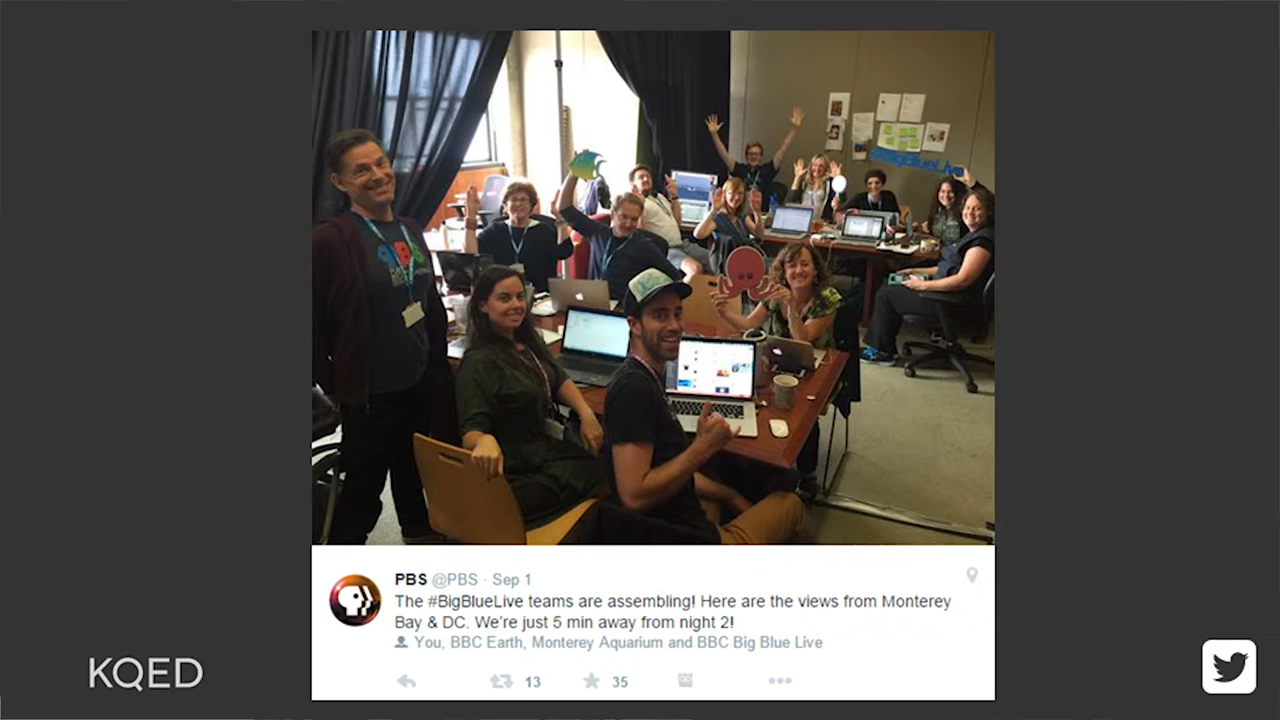 #BigBlueLive
PBS @PBS · Sep 1
The #BigBlueLive teams are assembling! Here are the views from Monterey
Bay & DC. We're just 5 min away from night 2!
You, BBC Earth, Monterey Aquarium and BBC Big Blue Live
13 35
KQED